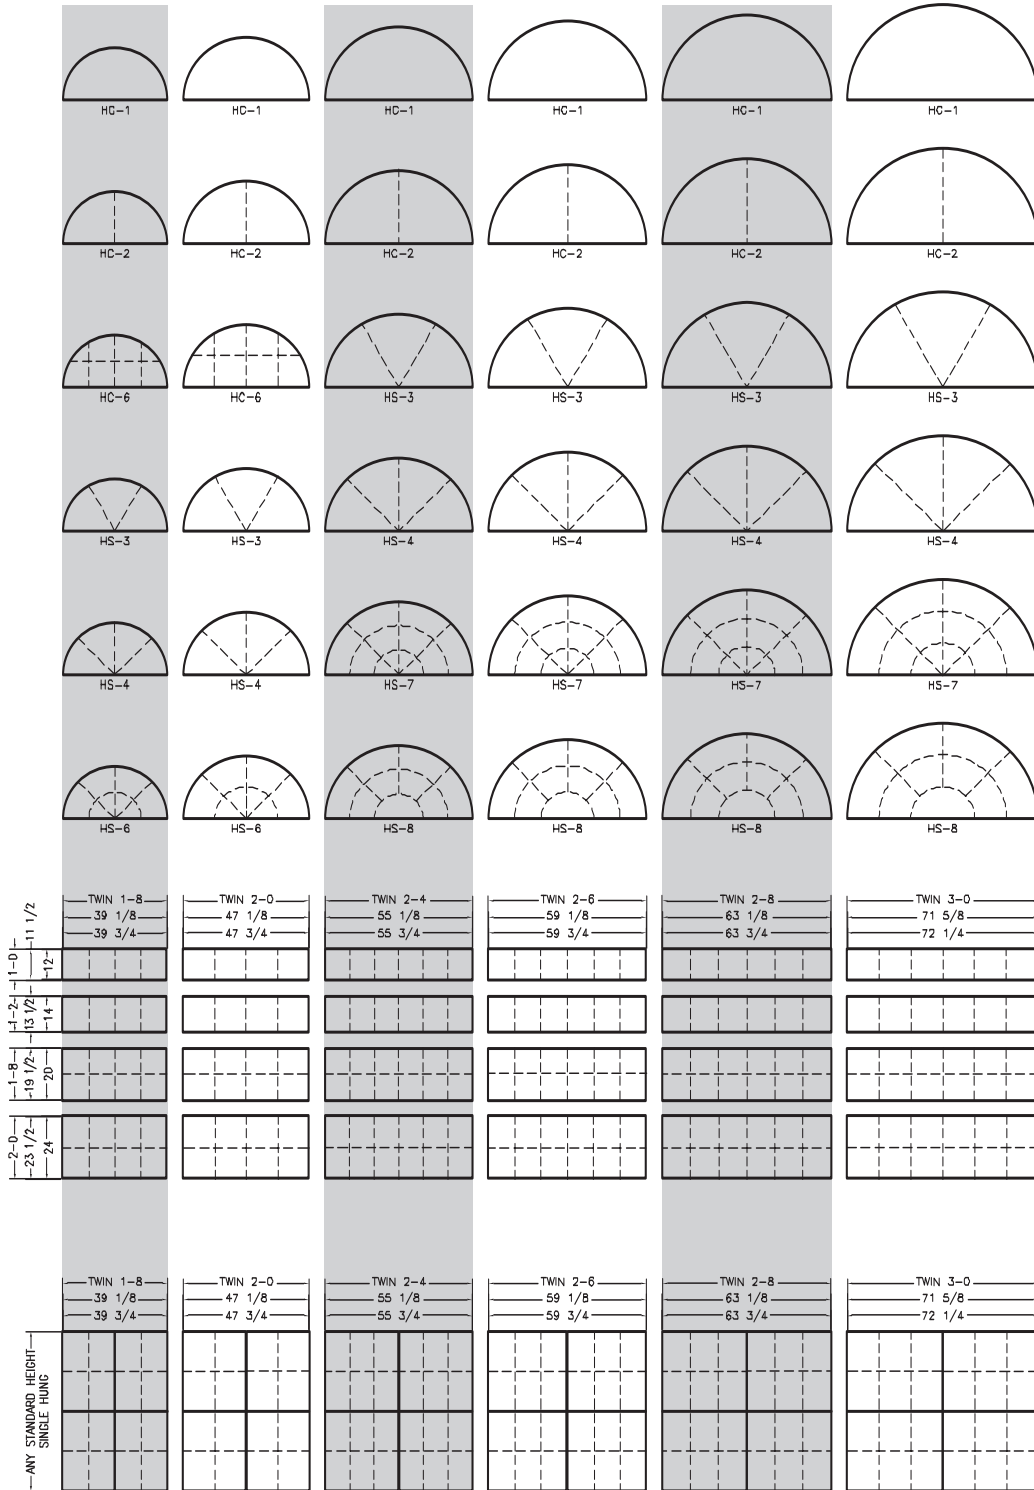 HC-1 HC-1 HC-1 HC-1 HC-1 HC-1
HC-2 HC-2 HC-2 HC-2 HC-2 HC-2
HC-6 HC-6 HS-3 HS-3 HS-3 HS-3
HS-3 HS-3 HS-4 HS-4 HS-4 HS-4
HS-4 HS-4 HS-7 HS-7 HS-7 HS-7
HS-6 HS-6 HS-8 HS-8 HS-8 HS-8
TWIN 1-8 TWIN 2-0 TWIN 2-4 TWIN 2-6 TWIN 2-8 TWIN 3-0
39 1/8 47 1/8 55 1/8 59 1/8 63 1/8 71 5/8
39 3/4 47 3/4 55 3/4 59 3/4 63 3/4 72 1/4
1-0
11 1/2
12
1-2
13 1/2
14
1-8
19 1/2
20
2-0
23 1/2
24
TWIN 1-8 TWIN 2-0 TWIN 2-4 TWIN 2-6 TWIN 2-8 TWIN 3-0
39 1/8 47 1/8 55 1/8 59 1/8 63 1/8 71 5/8
39 3/4 47 3/4 55 3/4 59 3/4 63 3/4 72 1/4
ANY STANDARD HEIGHT
SINGLE HUNG